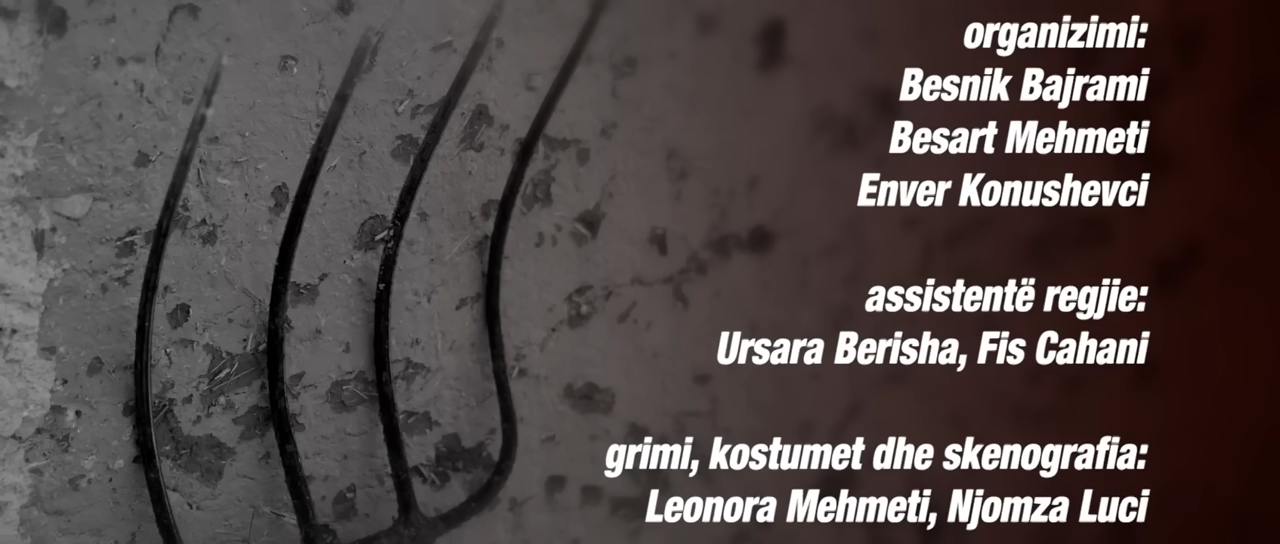 organizimi:
Besnik Bajrami
Besart Mehmeti
Enver Konushevci
assistentë regjie:
Ursara Berisha, Fis Cahani
grimi, kostumet dhe skenografia:
Leonora Mehmeti, Njomza Luci